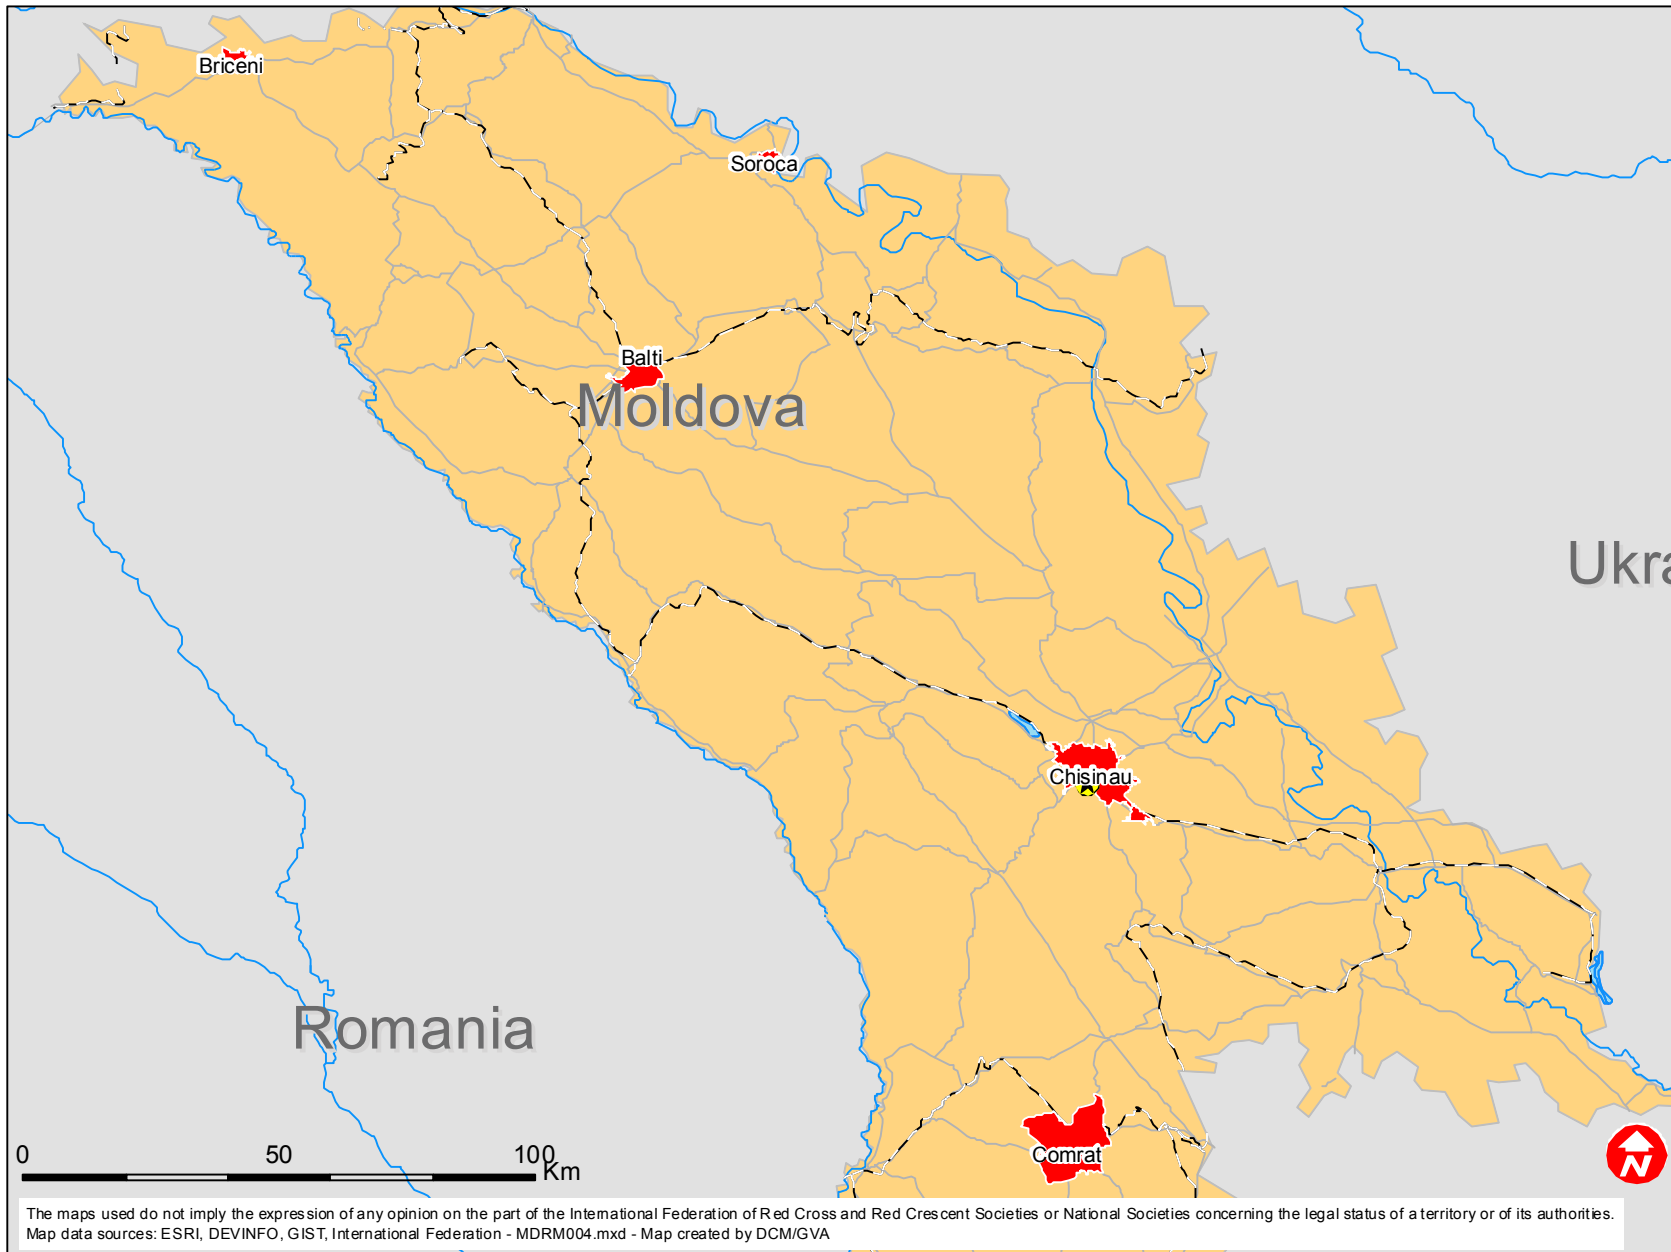 Briceni
Soroca
Balti
Moldova
Ukra
Chisinau
Romania
Comrat
0 50 100 Km
N
The maps used do not imply the expression of any opinion on the part of the International Federation of Red Cross and Red Crescent Societies or National Societies concerning the legal status of a territory or of its authorities.
Map data sources: ESRI, DEVINFO, GIST, International Federation - MDRM004.mxd - Map created by DCM/GVA